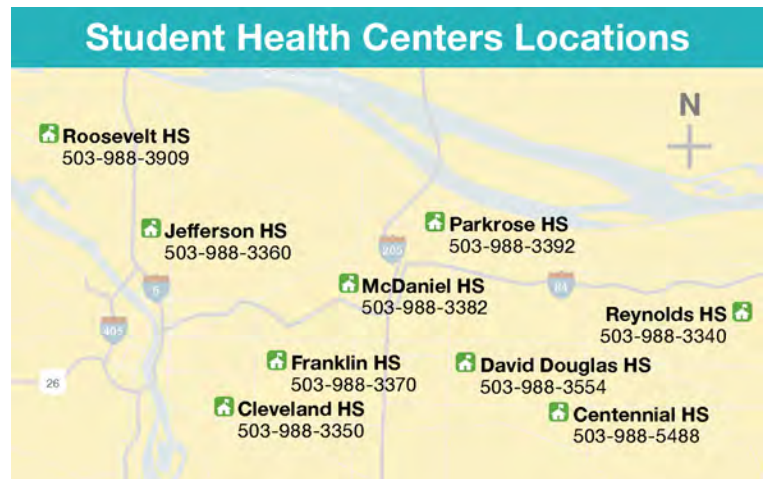 Student Health Centers Locations
N
Roosevelt HS
503-988-3909
Jefferson HS
503-988-3360
Parkrose HS
503-988-3392
205
McDaniel HS
503-988-3382
5
84
Reynolds HS
503-988-3340
405
Franklin HS
503-988-3370
David Douglas HS
503-988-3554
26
Cleveland HS
503-988-3350
Centennial HS
503-988-5488